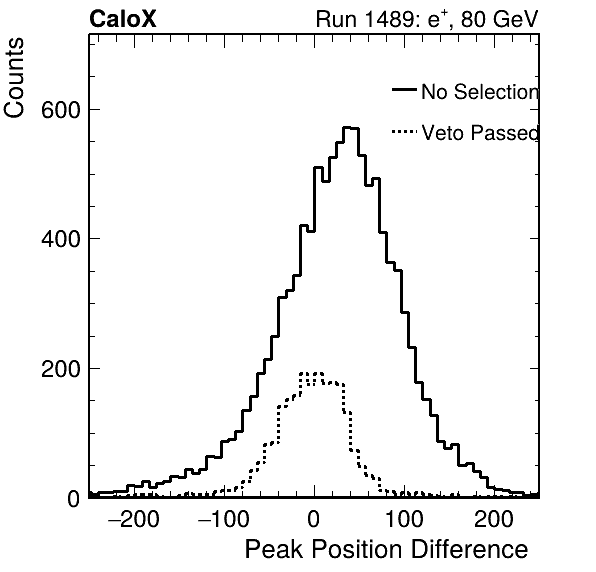 CaloX Run 1489: e⁺, 80 GeV
Counts
No Selection
Veto Passed
600
400
200
0
−200 −100 0 100 200
Peak Position Difference